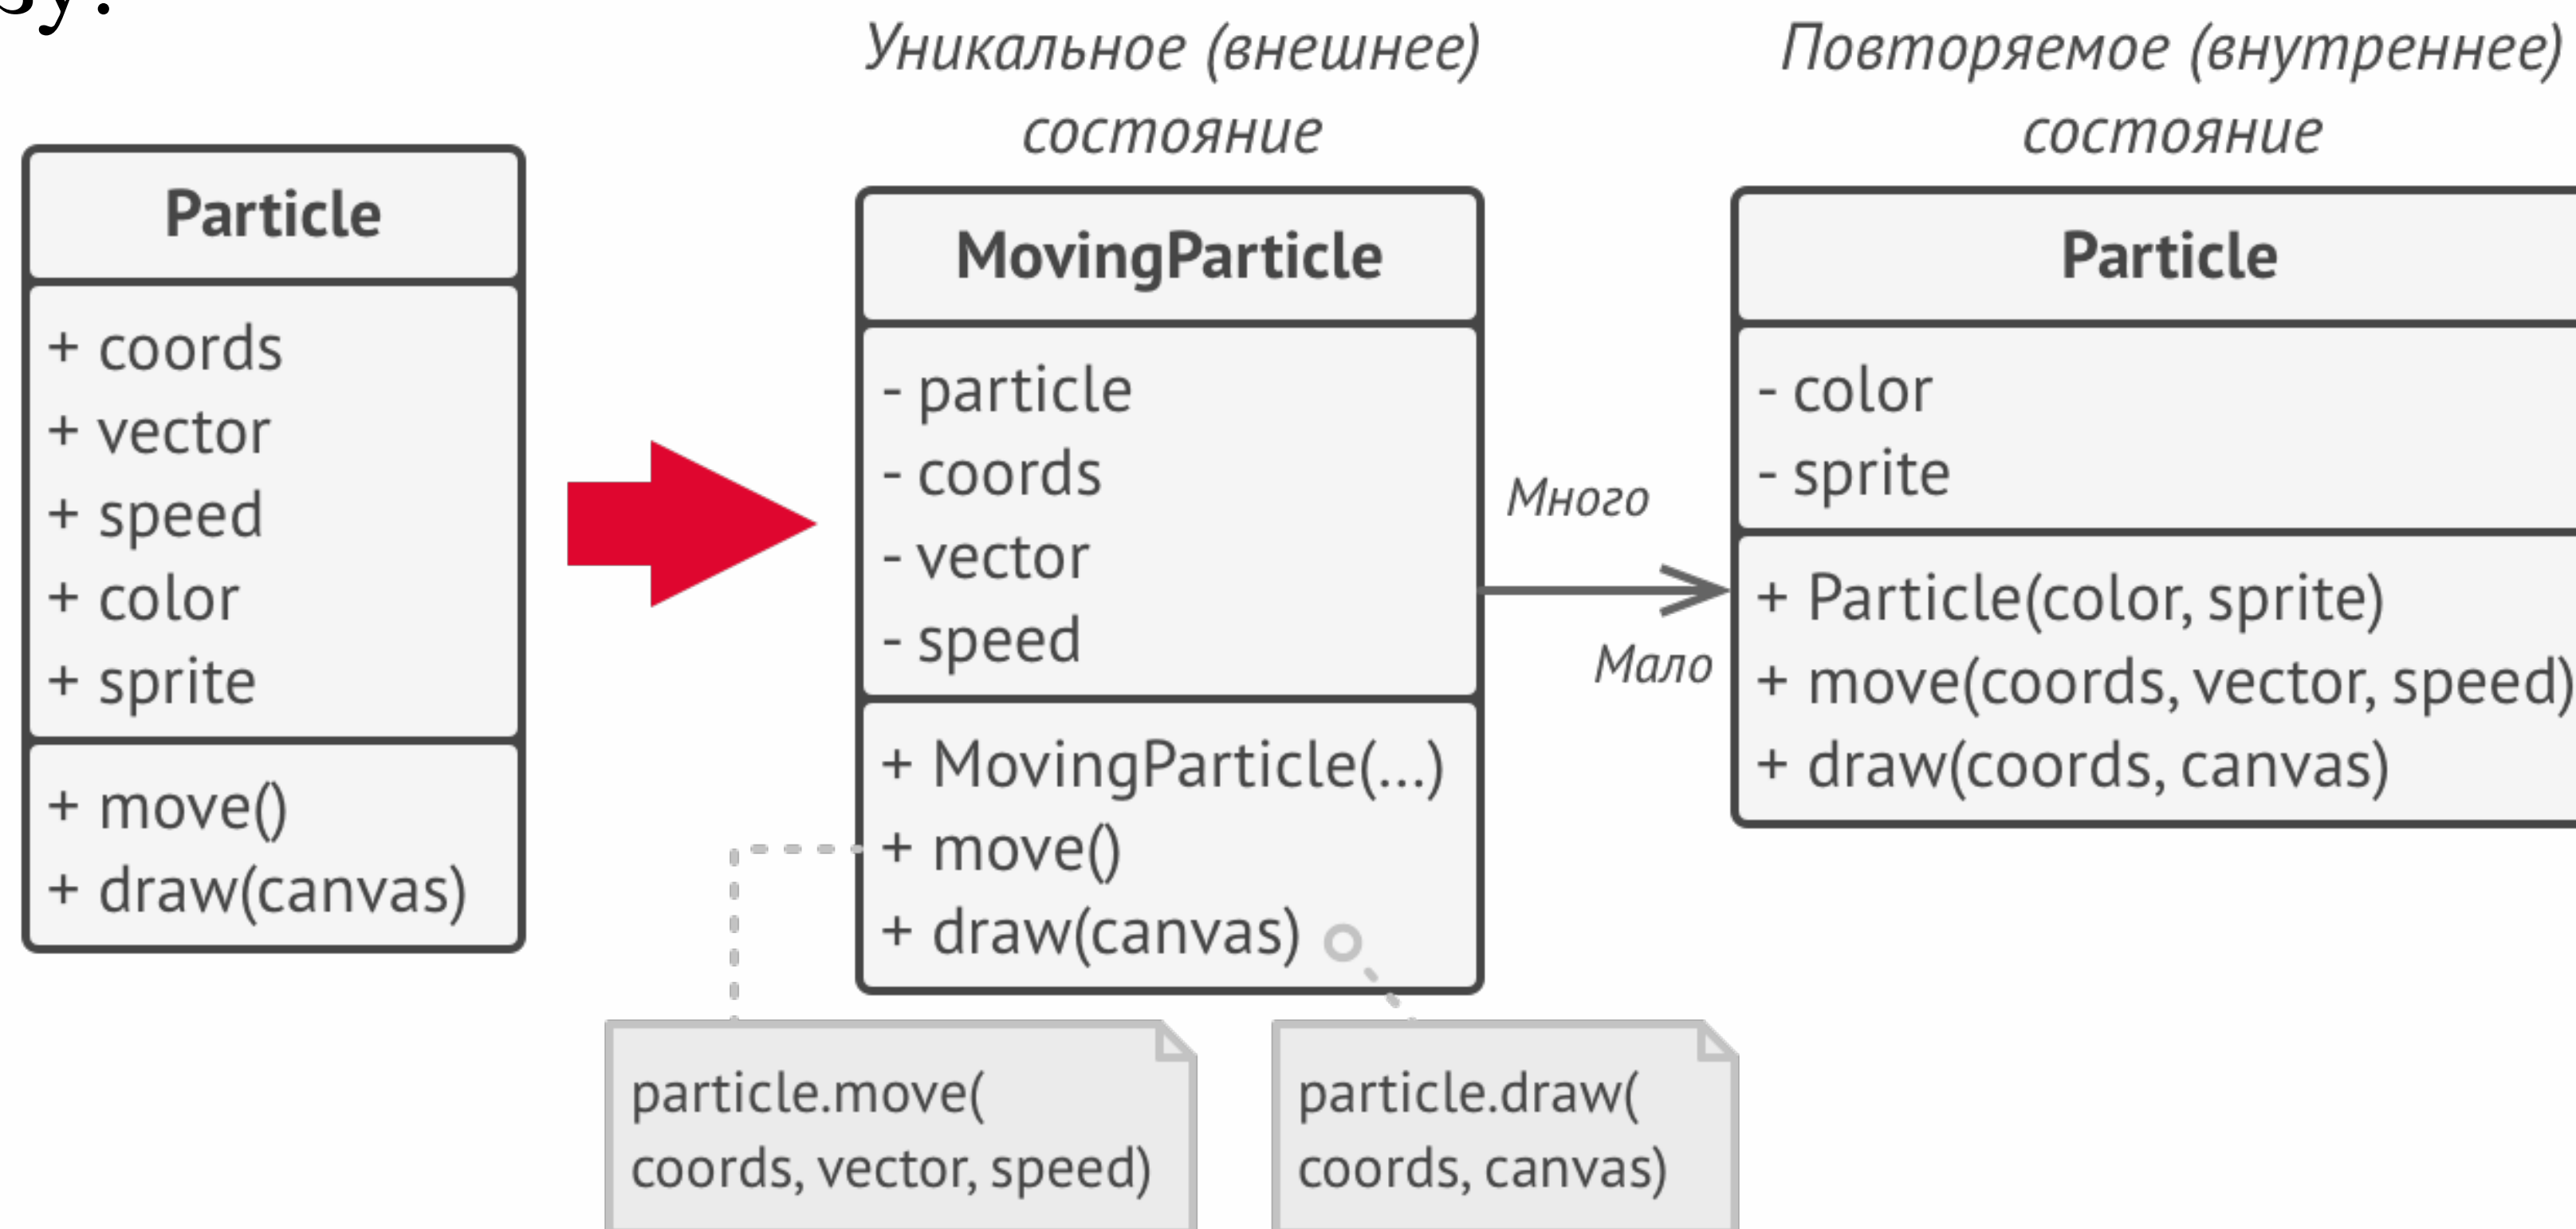 Particle
+ coords
+ vector
+ speed
+ color
+ sprite
+ move()
+ draw(canvas)
Уникальное (внешнее)
состояние
MovingParticle
- particle
- coords
- vector
- speed
+ MovingParticle(...)
+ move()
+ draw(canvas)
particle.move(
coords, vector, speed)
particle.draw(
coords, canvas)
Много
Мало
Повторяемое (внутреннее)
состояние
Particle
- color
- sprite
+ Particle(color, sprite)
+ move(coords, vector, speed)
+ draw(coords, canvas)